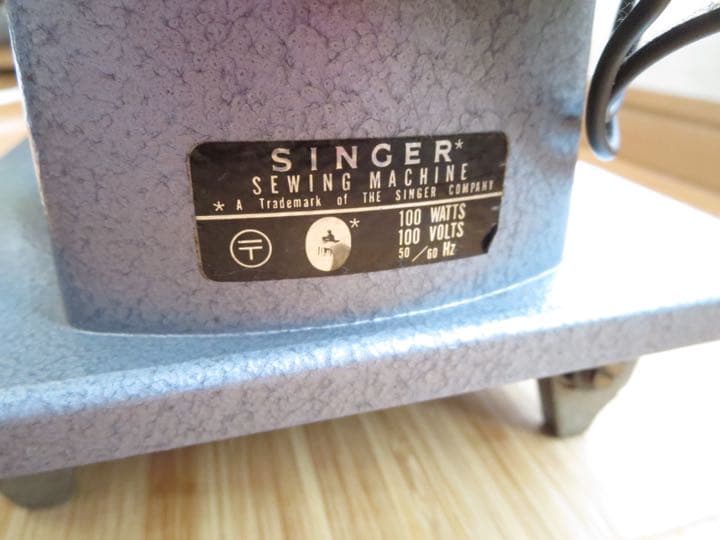 SINGER*
SEWING MACHINE
* A Trademark of THE SINGER COMPANY
〒 * 100 WATTS
100 VOLTS
50/60 Hz